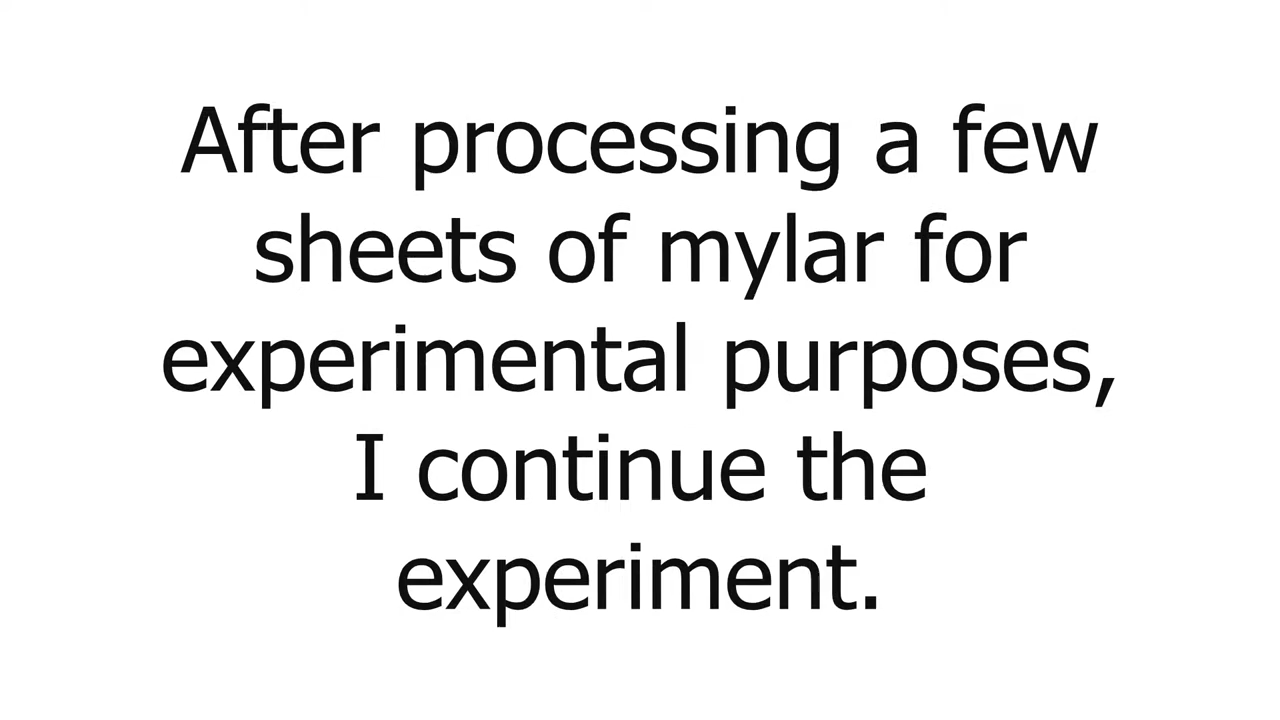 After processing a few
sheets of mylar for
experimental purposes,
I continue the
experiment.